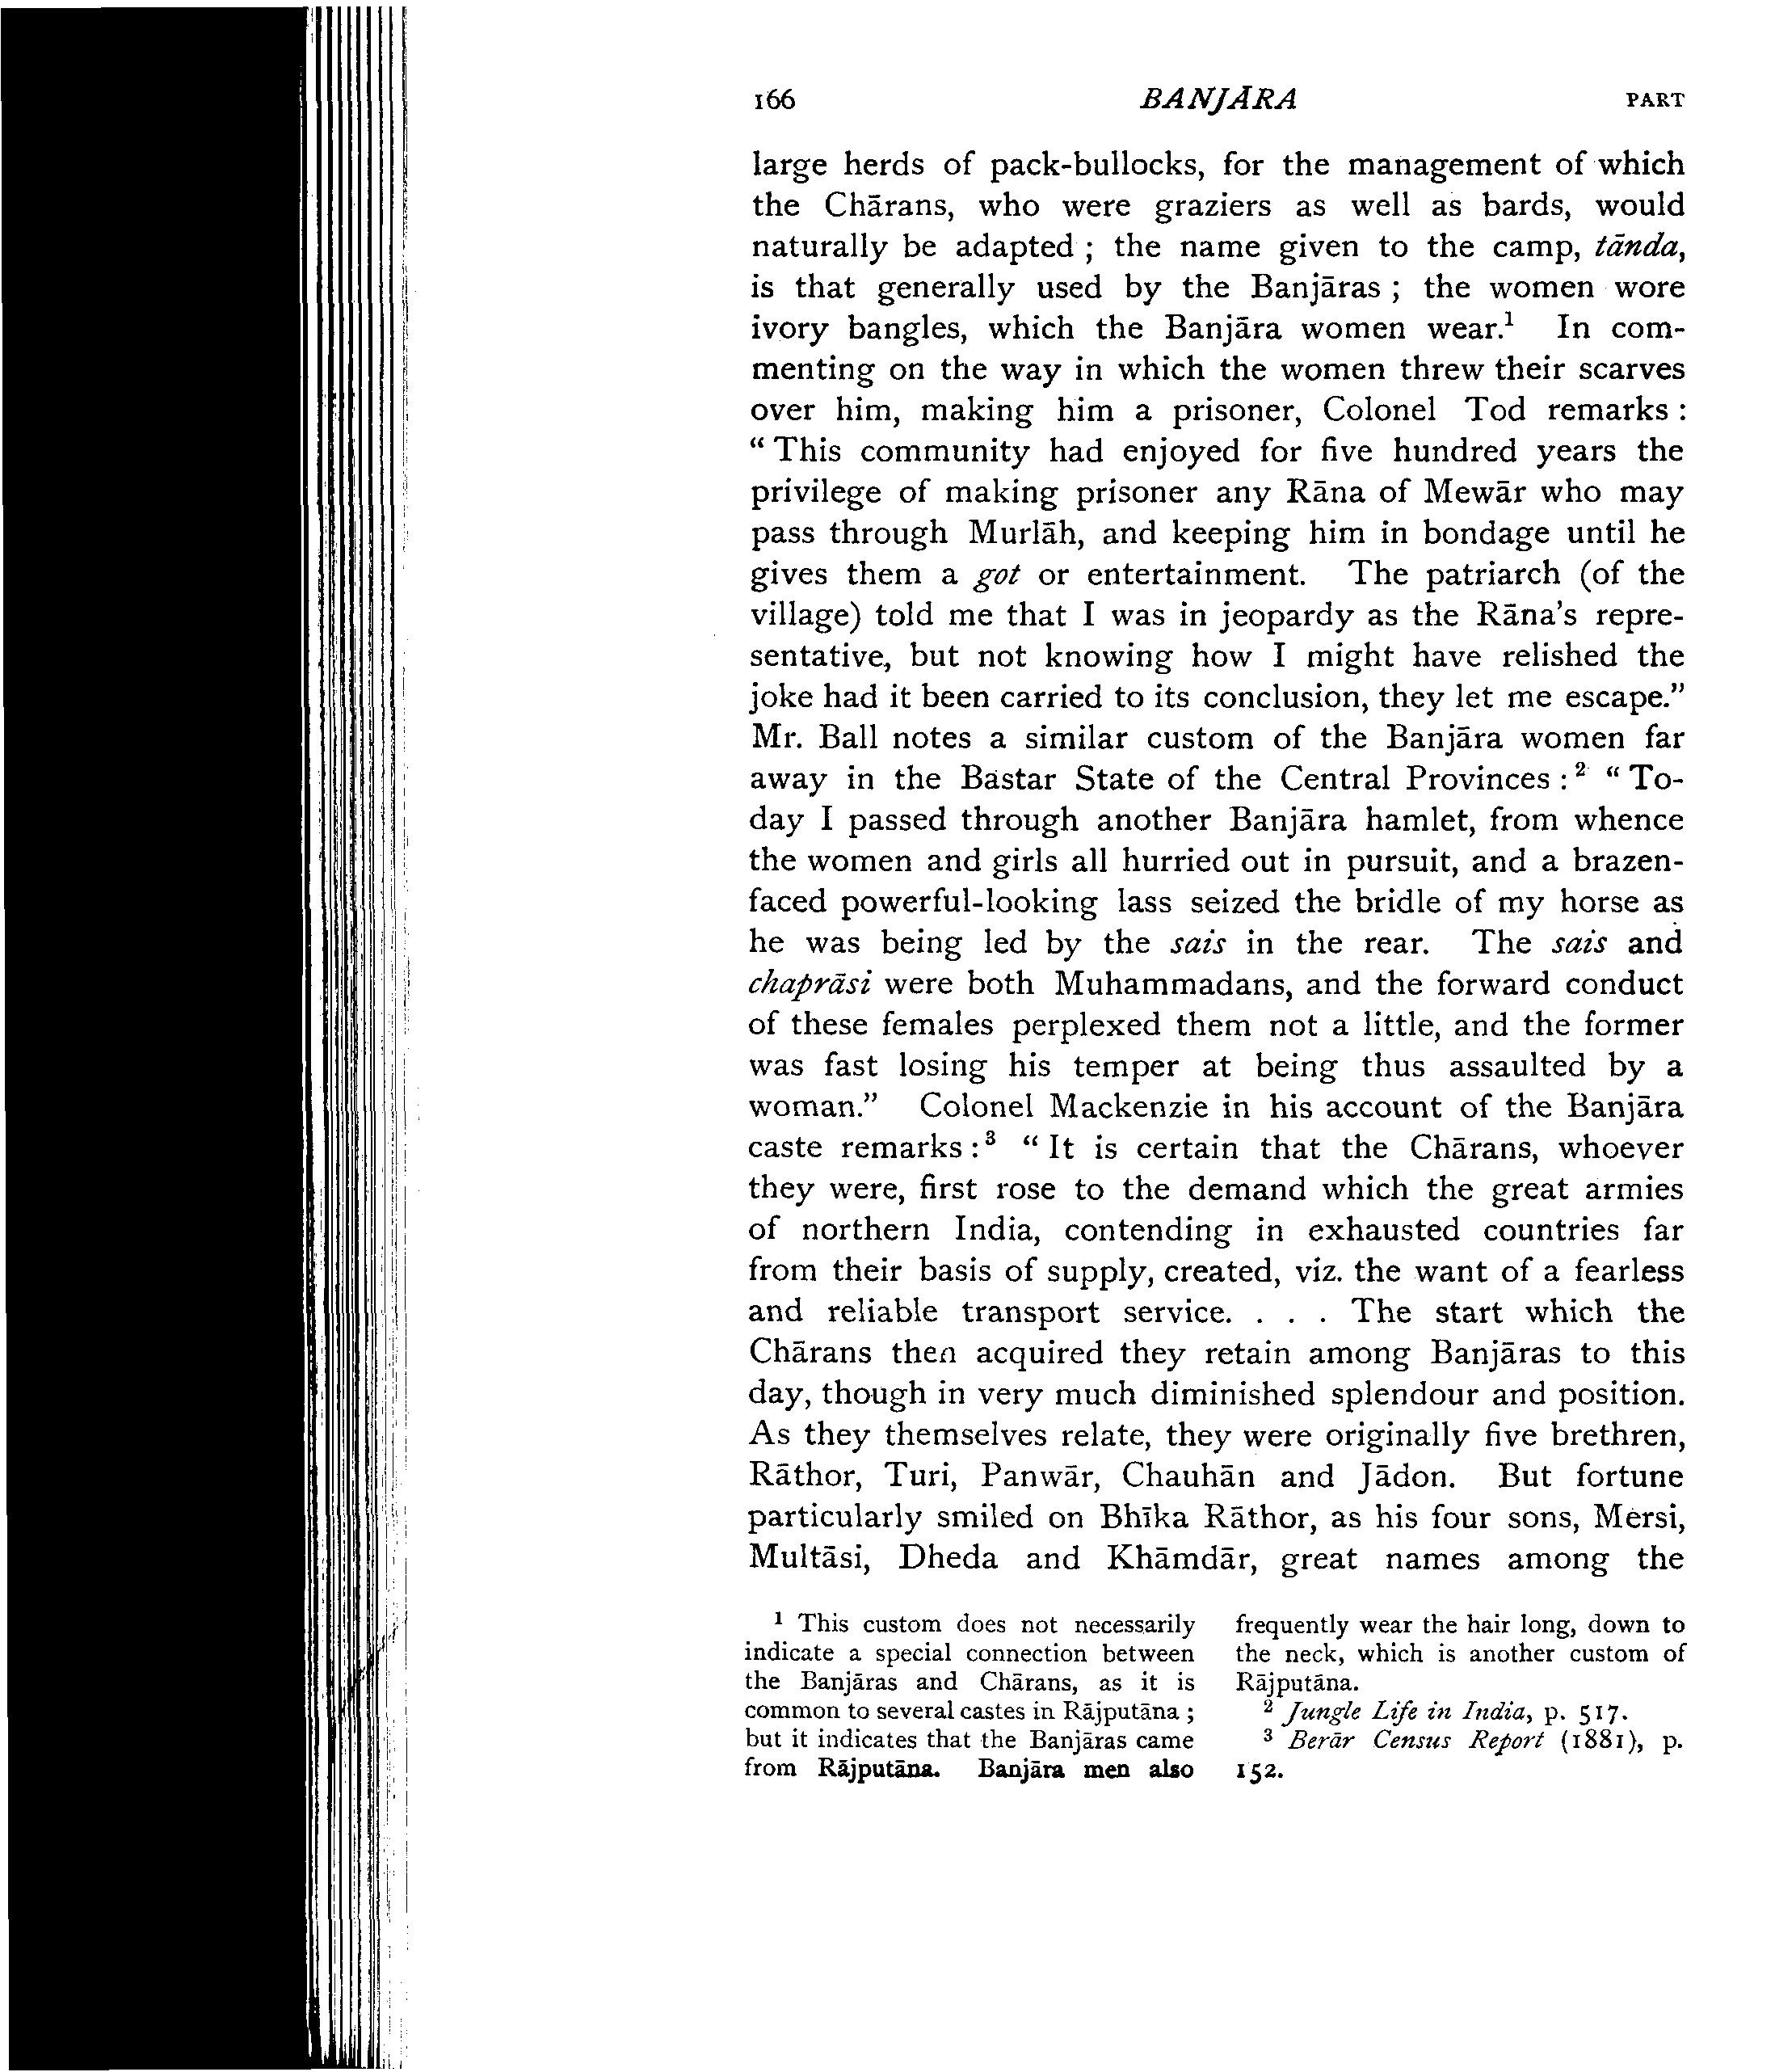 166 BANJĀRA PART
large herds of pack-bullocks, for the management of which
the Chārans, who were graziers as well as bards, would
naturally be adapted ; the name given to the camp, tānda,
is that generally used by the Banjāras ; the women wore
ivory bangles, which the Banjāra women wear.¹ In com-
menting on the way in which the women threw their scarves
over him, making him a prisoner, Colonel Tod remarks :
“ This community had enjoyed for five hundred years the
privilege of making prisoner any Rāna of Mewār who may
pass through Murlāh, and keeping him in bondage until he
gives them a got or entertainment. The patriarch (of the
village) told me that I was in jeopardy as the Rāna’s repre-
sentative, but not knowing how I might have relished the
joke had it been carried to its conclusion, they let me escape.”
Mr. Ball notes a similar custom of the Banjāra women far
away in the Bastar State of the Central Provinces :² “ To-
day I passed through another Banjāra hamlet, from whence
the women and girls all hurried out in pursuit, and a brazen-
faced powerful-looking lass seized the bridle of my horse as
he was being led by the sais in the rear. The sais and
chaprāsi were both Muhammadans, and the forward conduct
of these females perplexed them not a little, and the former
was fast losing his temper at being thus assaulted by a
woman.” Colonel Mackenzie in his account of the Banjāra
caste remarks :³ “ It is certain that the Chārans, whoever
they were, first rose to the demand which the great armies
of northern India, contending in exhausted countries far
from their basis of supply, created, viz. the want of a fearless
and reliable transport service. . . . The start which the
Chārans then acquired they retain among Banjāras to this
day, though in very much diminished splendour and position.
As they themselves relate, they were originally five brethren,
Rāthor, Turi, Panwār, Chauhān and Jādon. But fortune
particularly smiled on Bhīka Rāthor, as his four sons, Mersi,
Multāsi, Dheda and Khāmdār, great names among the
¹ This custom does not necessarily
indicate a special connection between
the Banjāras and Chārans, as it is
common to several castes in Rājputāna ;
but it indicates that the Banjāras came
from Rājputāna. Banjāra men also
frequently wear the hair long, down to
the neck, which is another custom of
Rājputāna.
² Jungle Life in India, p. 517.
³ Berār Census Report (1881), p.
152.